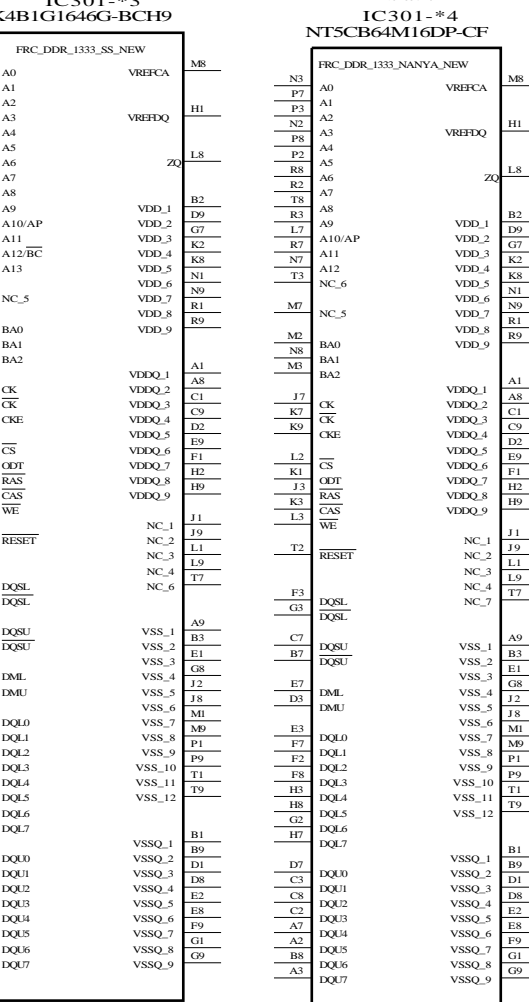 IC301-*3
K4B1G1646G-BCH9
FRC_DDR_1333_SS_NEW
A0
A1
A2
A3
A4
A5
A6
A7
A8
A9
A10/AP
A11
A12/BC
A13
NC_5
BA0
BA1
BA2
CK
CK
CKE
CS
ODT
RAS
CAS
WE
RESET
DQSL
DQSL
DQSU
DQSU
DML
DMU
DQL0
DQL1
DQL2
DQL3
DQL4
DQL5
DQL6
DQL7
DQU0
DQU1
DQU2
DQU3
DQU4
DQU5
DQU6
DQU7
VREFCA M8
VREFDQ H1
ZQ L8
VDD_1 B2
VDD_2 D9
VDD_3 G7
VDD_4 K2
VDD_5 K8
VDD_6 N1
VDD_7 N9
VDD_8 R1
VDD_9 R9
VDDQ_1 A1
VDDQ_2 A8
VDDQ_3 C1
VDDQ_4 C9
VDDQ_5 D2
VDDQ_6 E9
VDDQ_7 F1
VDDQ_8 H2
VDDQ_9 H9
NC_1 J1
NC_2 J9
NC_3 L1
NC_4 L9
NC_6 T7
VSS_1 A9
VSS_2 B3
VSS_3 E1
VSS_4 G8
VSS_5 J2
VSS_6 J8
VSS_7 M1
VSS_8 M9
VSS_9 P1
VSS_10 P9
VSS_11 T1
VSS_12 T9
VSSQ_1 B1
VSSQ_2 B9
VSSQ_3 D1
VSSQ_4 D8
VSSQ_5 E2
VSSQ_6 E8
VSSQ_7 F9
VSSQ_8 G1
VSSQ_9 G9
IC301-*4
NT5CB64M16DP-CF
FRC_DDR_1333_NANYA_NEW
N3 A0
P7 A1
P3 A2
N2 A3
P8 A4
P2 A5
R8 A6
R2 A7
T8 A8
R3 A9
L7 A10/AP
R7 A11
N7 A12
T3 NC_6
M7 NC_5
M2 BA0
N8 BA1
M3 BA2
J7 CK
K7 CK
K9 CKE
L2 CS
K1 ODT
J3 RAS
K3 CAS
L3 WE
T2 RESET
F3 DQSL
G3 DQSL
C7 DQSU
B7 DQSU
E7 DML
D3 DMU
E3 DQL0
F7 DQL1
F2 DQL2
F8 DQL3
H3 DQL4
H8 DQL5
G2 DQL6
H7 DQL7
D7 DQU0
C3 DQU1
C8 DQU2
C2 DQU3
A7 DQU4
A2 DQU5
B8 DQU6
A3 DQU7
VREFCA M8
VREFDQ H1
ZQ L8
VDD_1 B2
VDD_2 D9
VDD_3 G7
VDD_4 K2
VDD_5 K8
VDD_6 N1
VDD_7 N9
VDD_8 R1
VDD_9 R9
VDDQ_1 A1
VDDQ_2 A8
VDDQ_3 C1
VDDQ_4 C9
VDDQ_5 D2
VDDQ_6 E9
VDDQ_7 F1
VDDQ_8 H2
VDDQ_9 H9
NC_1 J1
NC_2 J9
NC_3 L1
NC_4 L9
NC_7 T7
VSS_1 A9
VSS_2 B3
VSS_3 E1
VSS_4 G8
VSS_5 J2
VSS_6 J8
VSS_7 M1
VSS_8 M9
VSS_9 P1
VSS_10 P9
VSS_11 T1
VSS_12 T9
VSSQ_1 B1
VSSQ_2 B9
VSSQ_3 D1
VSSQ_4 D8
VSSQ_5 E2
VSSQ_6 E8
VSSQ_7 F9
VSSQ_8 G1
VSSQ_9 G9